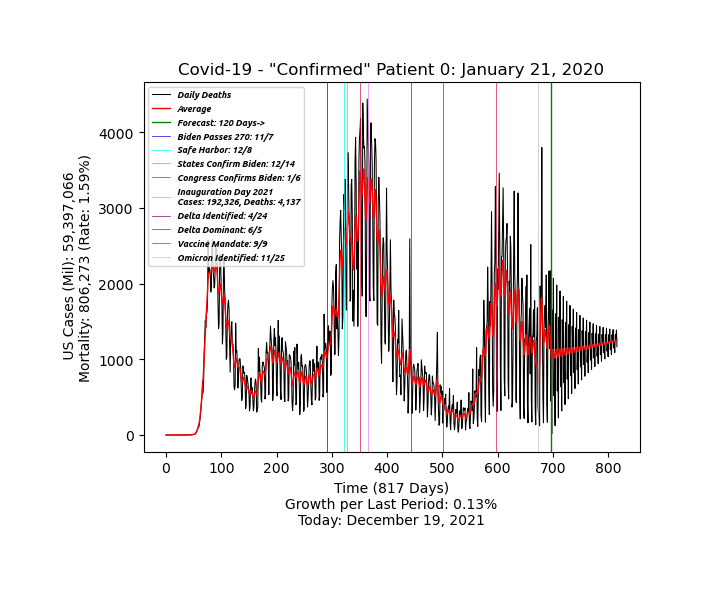 Covid-19 - "Confirmed" Patient 0: January 21, 2020
Daily Deaths
Average
Forecast: 120 Days->
Biden Passes 270: 11/7
Safe Harbor: 12/8
States Confirm Biden: 12/14
Congress Confirms Biden: 1/6
Inauguration Day 2021
Cases: 192,326, Deaths: 4,137
Delta Identified: 4/24
Delta Dominant: 6/5
Vaccine Mandate: 9/9
Omicron Identified: 11/25
US Cases (Mil): 59,397,066
Mortality: 806,273 (Rate: 1.59%)
4000
3000
2000
1000
0
0 100 200 300 400 500 600 700 800
Time (817 Days)
Growth per Last Period: 0.13%
Today: December 19, 2021